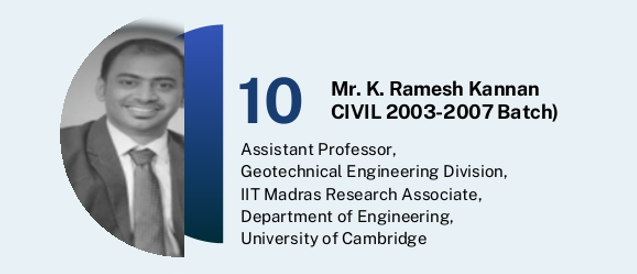 10
Mr. K. Ramesh Kannan
CIVIL 2003-2007 Batch)
Assistant Professor,
Geotechnical Engineering Division,
IIT Madras Research Associate,
Department of Engineering,
University of Cambridge